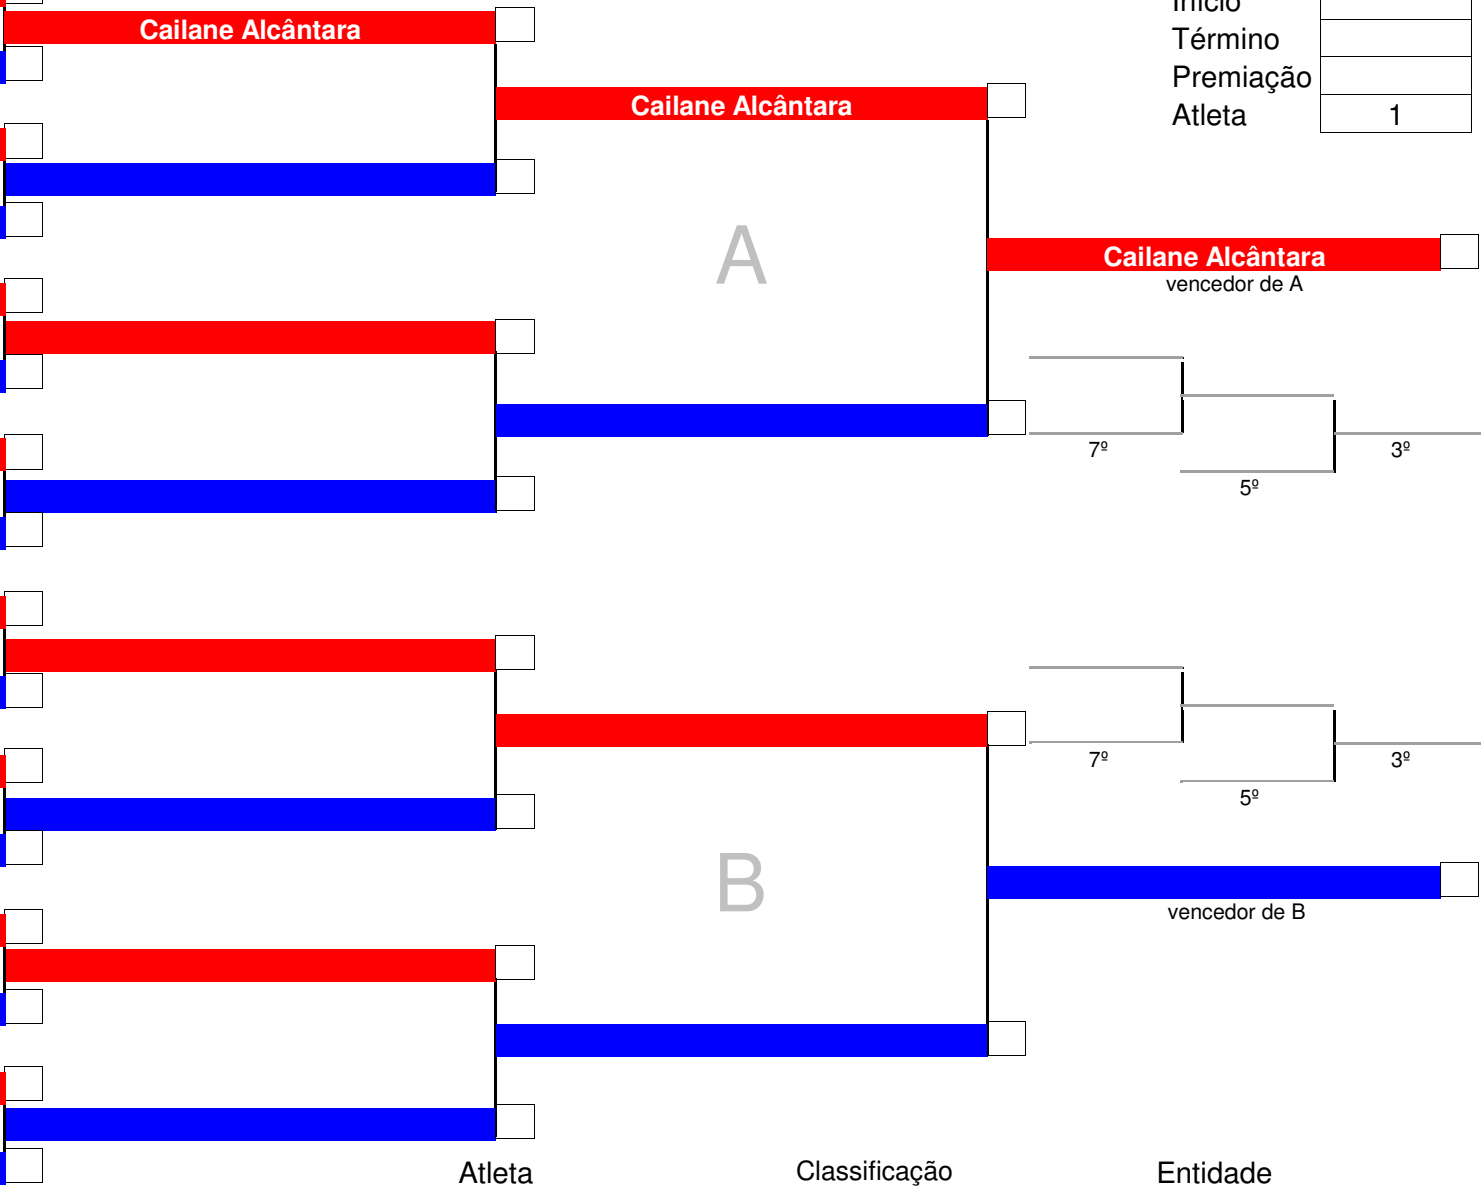 Início
Cailane Alcântara
Término
Premiação
Cailane Alcântara
Atleta 1
A
Cailane Alcântara
vencedor de A
7º 3º
5º
7º 3º
5º
B
vencedor de B
Atleta Classificação Entidade